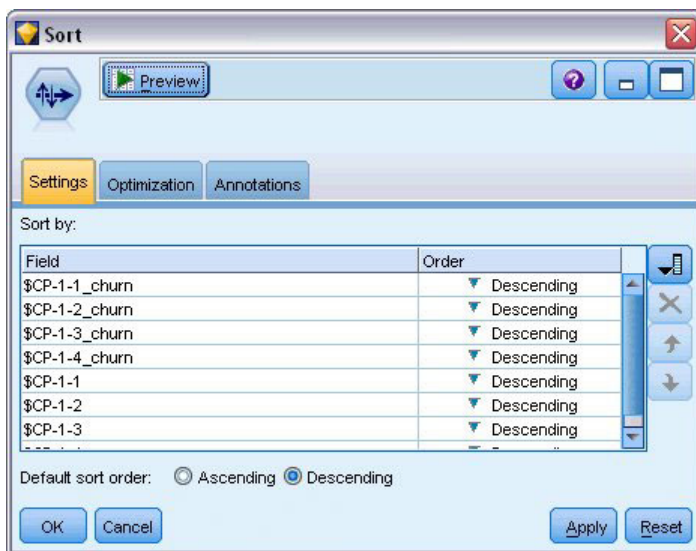 Sort
Preview
?
Settings Optimization Annotations
Sort by:
Field Order
$CP-1-1_churn Descending
$CP-1-2_churn Descending
$CP-1-3_churn Descending
$CP-1-4_churn Descending
$CP-1-1 Descending
$CP-1-2 Descending
$CP-1-3 Descending
Default sort order: Ascending Descending
OK Cancel Apply Reset